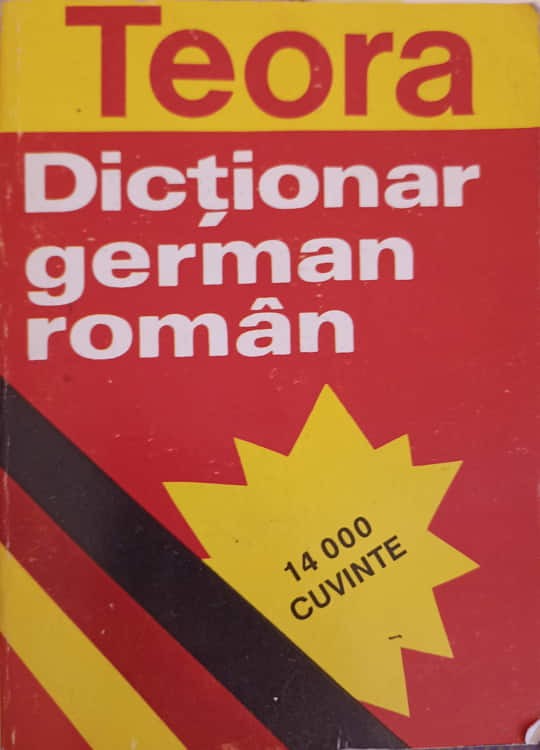 Teora
Dicționar
german
român
14 000
CUVINTE